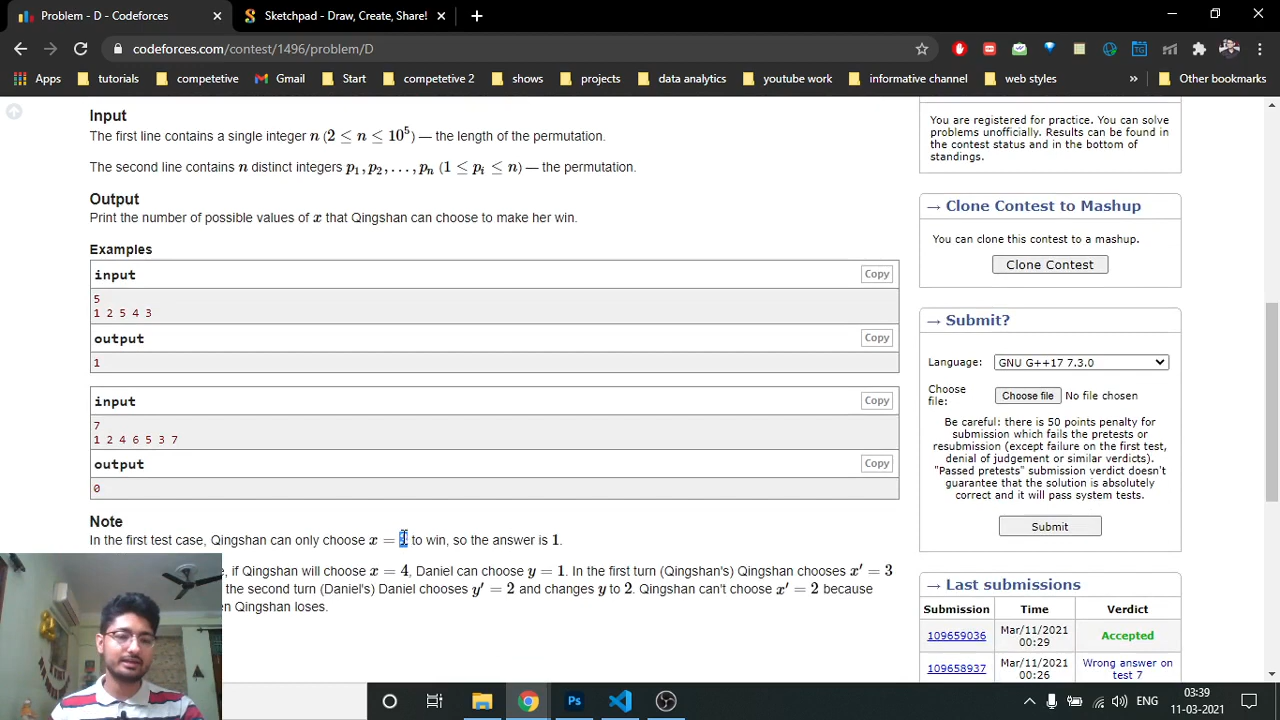 Problem - D - Codeforces
Sketchpad - Draw, Create, Share!
codeforces.com/contest/1496/problem/D
Apps tutorials competetive Gmail Start competetive 2 shows projects data analytics youtube work informative channel web styles » Other bookmarks
Input
The first line contains a single integer n (2 ≤ n ≤ 10⁵) — the length of the permutation.
The second line contains n distinct integers p₁, p₂, . . . , pₙ (1 ≤ pᵢ ≤ n) — the permutation.
Output
Print the number of possible values of x that Qingshan can choose to make her win.
Examples
input
Copy
5
1 2 5 4 3
output
Copy
1
input
Copy
7
1 2 4 6 5 3 7
output
Copy
0
Note
In the first test case, Qingshan can only choose x = to win, so the answer is 1.
, if Qingshan will choose x = 4, Daniel can choose y = 1. In the first turn (Qingshan's) Qingshan chooses x′ = 3
the second turn (Daniel's) Daniel chooses y′ = 2 and changes y to 2. Qingshan can't choose x′ = 2 because
Qingshan loses.
You are registered for practice. You can solve
problems unofficially. Results can be found in
the contest status and in the bottom of
standings.
→ Clone Contest to Mashup
You can clone this contest to a mashup.
Clone Contest
→ Submit?
Language: GNU G++17 7.3.0
Choose
file: Choose file No file chosen
Be careful: there is 50 points penalty for
submission which fails the pretests or
resubmission (except failure on the first test,
denial of judgement or similar verdicts).
"Passed pretests" submission verdict doesn't
guarantee that the solution is absolutely
correct and it will pass system tests.
Submit
→ Last submissions
Submission Time Verdict
109659036 Mar/11/2021 00:29 Accepted
109658937 Mar/11/2021 00:26 Wrong answer on test 7
ENG
03:39
11-03-2021